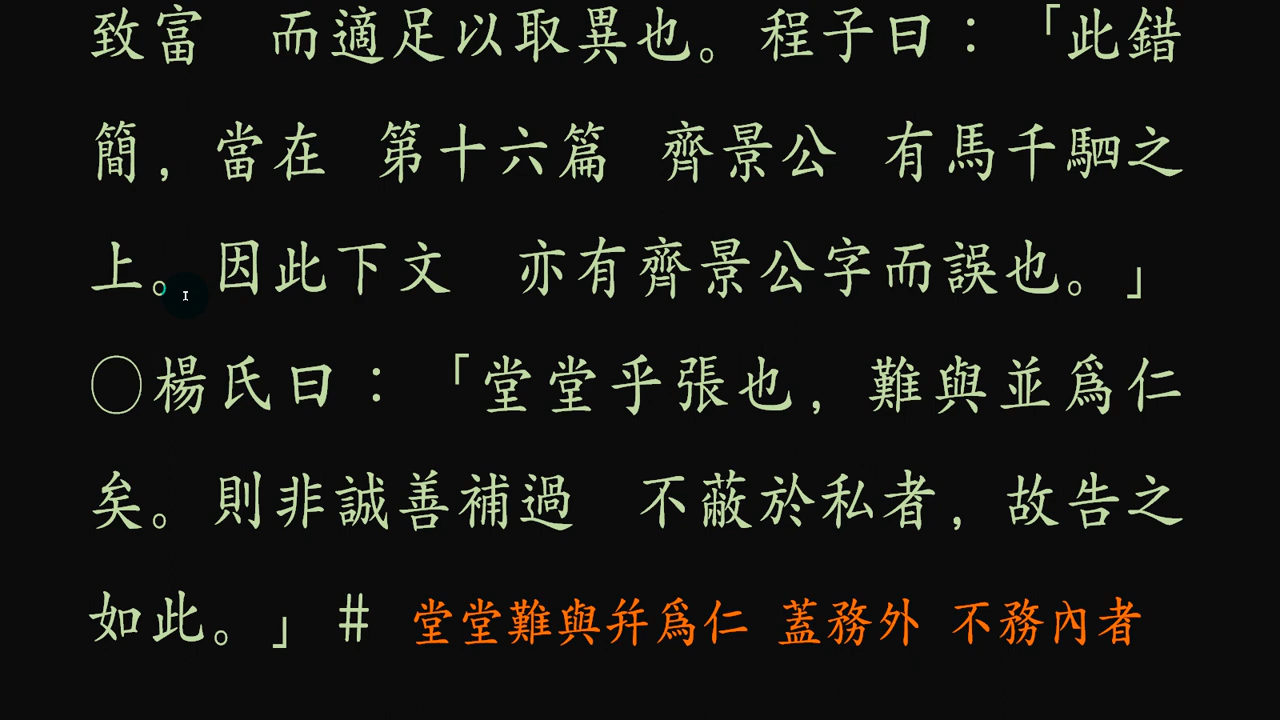 致富　而適足以取異也。程子曰：「此錯
簡，當在　第十六篇　齊景公　有馬千駟之
上。因此下文　亦有齊景公字而誤也。」
◯楊氏曰：「堂堂乎張也，難與並爲仁
矣。則非誠善補過　不蔽於私者，故告之
如此。」＃ 堂堂難與幷爲仁 蓋務外 不務內者